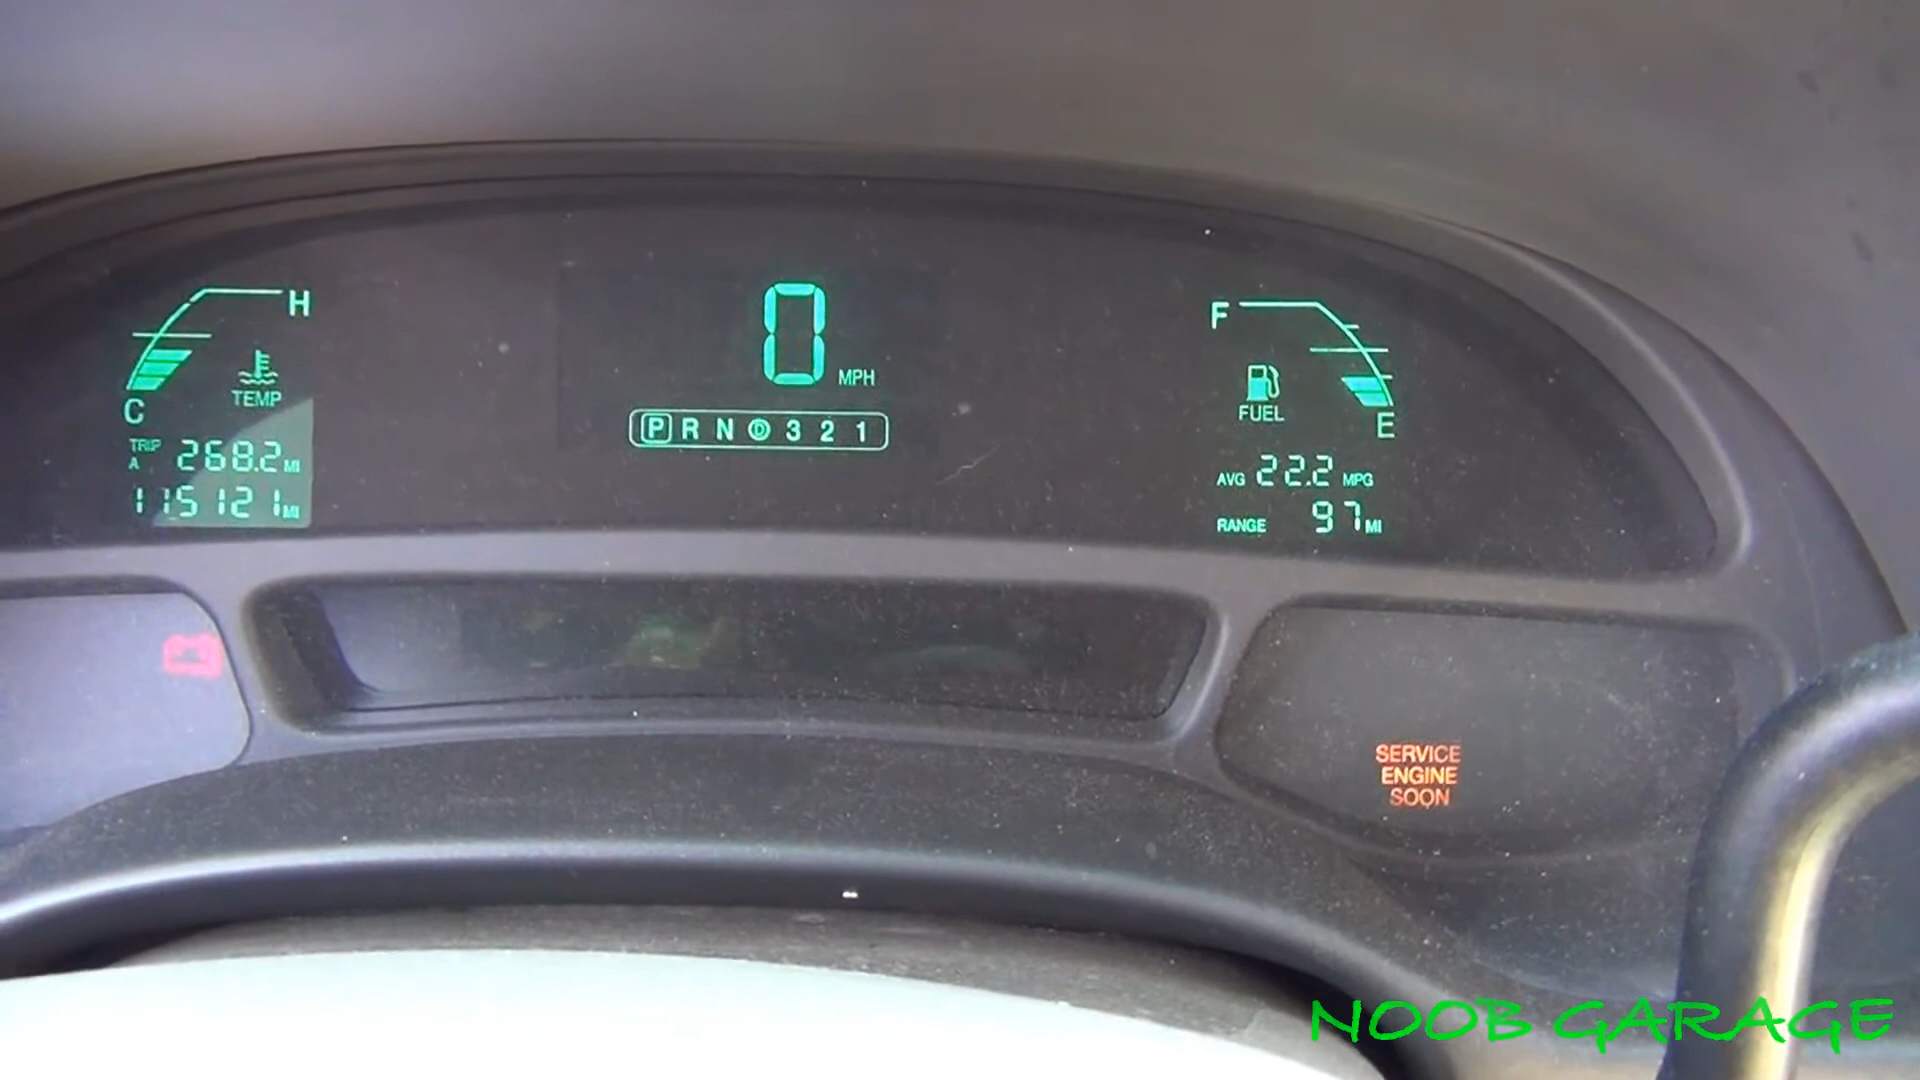 H
TEMP
C
TRIP
A 268.2 MI
115121 MI
0 MPH
P R N D 3 2 1
F
FUEL
E
AVG 22.2 MPG
RANGE 97 MI
SERVICE
ENGINE
SOON
NOOB GARAGE